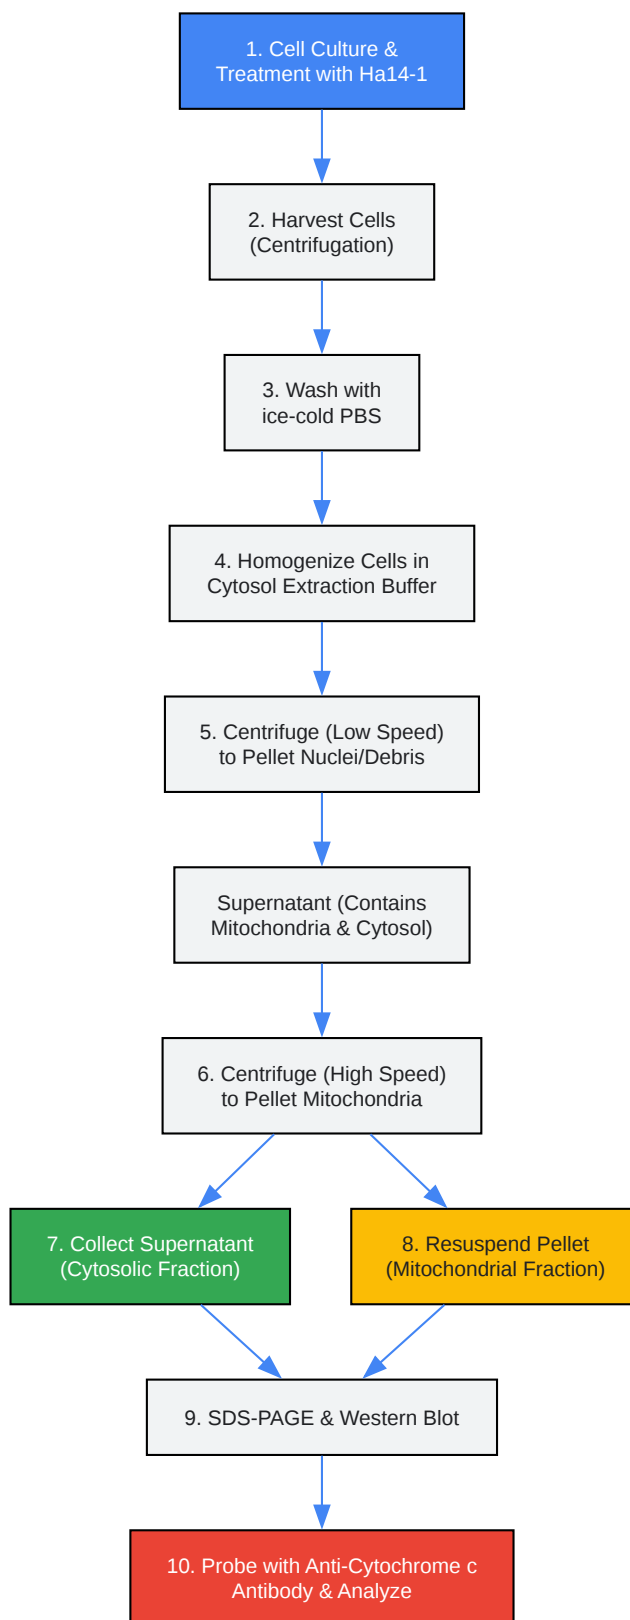 1. Cell Culture &
Treatment with Ha14-1
2. Harvest Cells
(Centrifugation)
3. Wash with
ice-cold PBS
4. Homogenize Cells in
Cytosol Extraction Buffer
5. Centrifuge (Low Speed)
to Pellet Nuclei/Debris
Supernatant (Contains
Mitochondria & Cytosol)
6. Centrifuge (High Speed)
to Pellet Mitochondria
7. Collect Supernatant
(Cytosolic Fraction)
8. Resuspend Pellet
(Mitochondrial Fraction)
9. SDS-PAGE & Western Blot
10. Probe with Anti-Cytochrome c
Antibody & Analyze